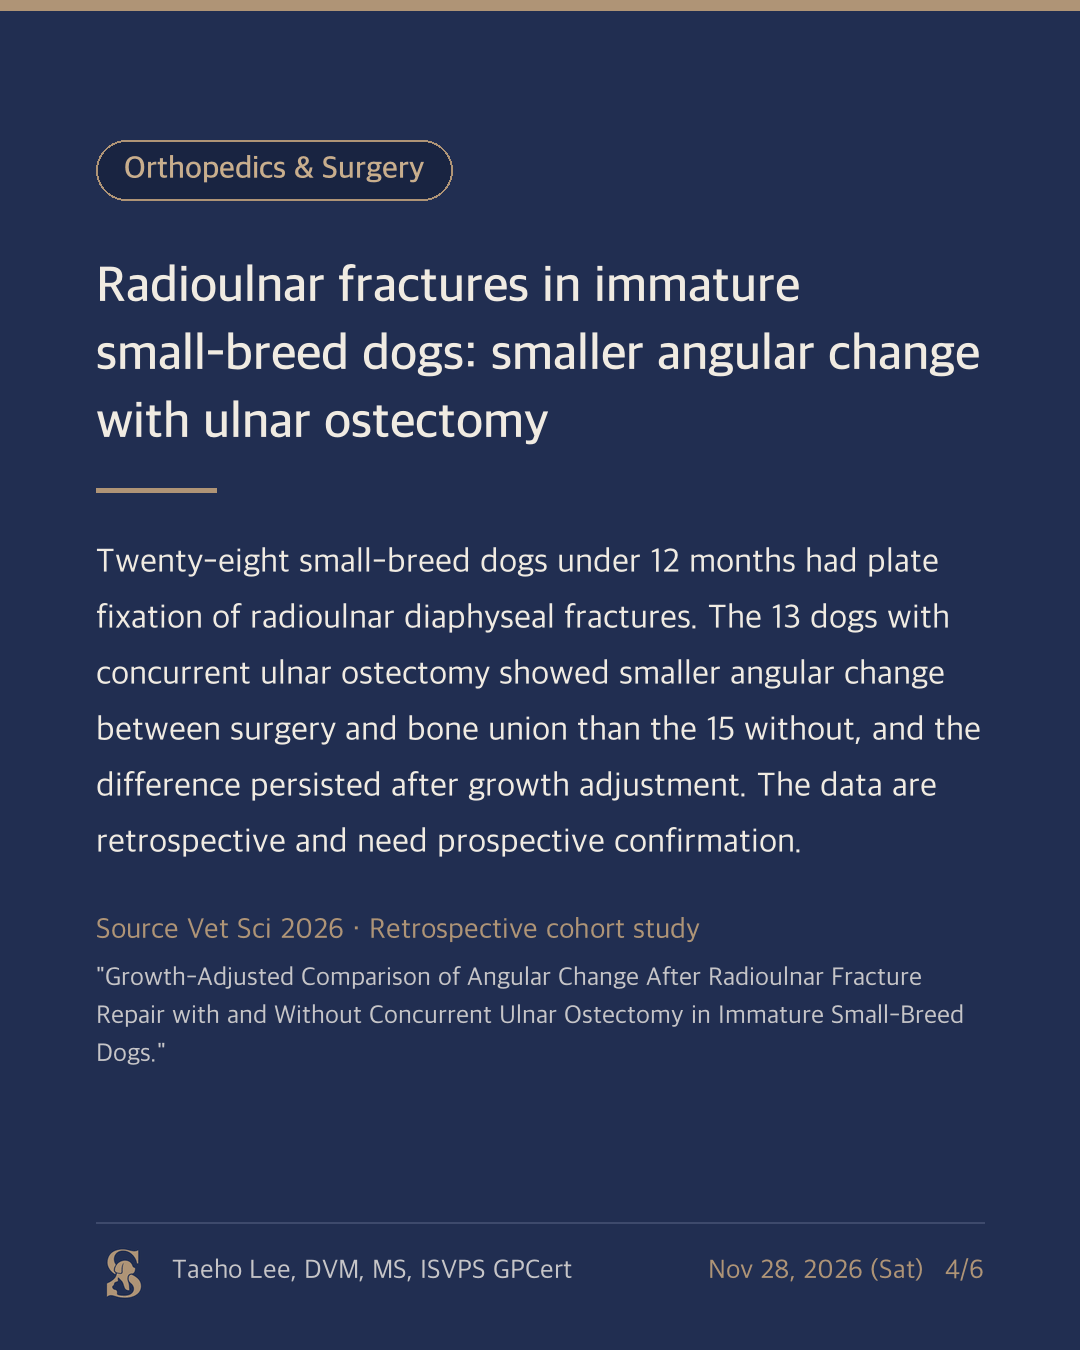 Orthopedics & Surgery
Radioulnar fractures in immature
small-breed dogs: smaller angular change
with ulnar ostectomy
Twenty-eight small-breed dogs under 12 months had plate
fixation of radioulnar diaphyseal fractures. The 13 dogs with
concurrent ulnar ostectomy showed smaller angular change
between surgery and bone union than the 15 without, and the
difference persisted after growth adjustment. The data are
retrospective and need prospective confirmation.
Source Vet Sci 2026 · Retrospective cohort study
"Growth-Adjusted Comparison of Angular Change After Radioulnar Fracture
Repair with and Without Concurrent Ulnar Ostectomy in Immature Small-Breed
Dogs."
Taeho Lee, DVM, MS, ISVPS GPCert Nov 28, 2026 (Sat) 4/6